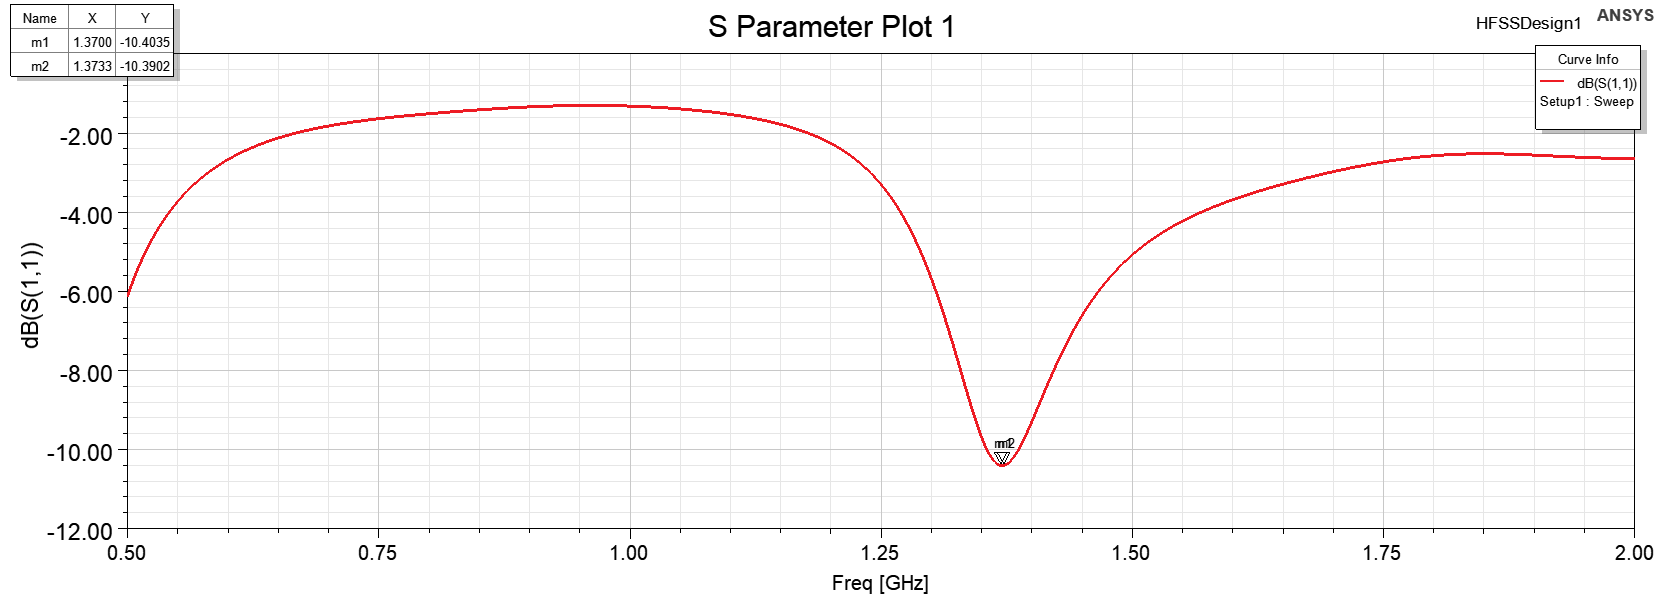 Name X Y
m1 1.3700 -10.4035
m2 1.3733 -10.3902
S Parameter Plot 1
HFSSDesign1
ANSYS
Curve Info
dB(S(1,1))
Setup1 : Sweep
dB(S(1,1))
-2.00
-4.00
-6.00
-8.00
-10.00
-12.00
m1 m2
0.50 0.75 1.00 1.25 1.50 1.75 2.00
Freq [GHz]